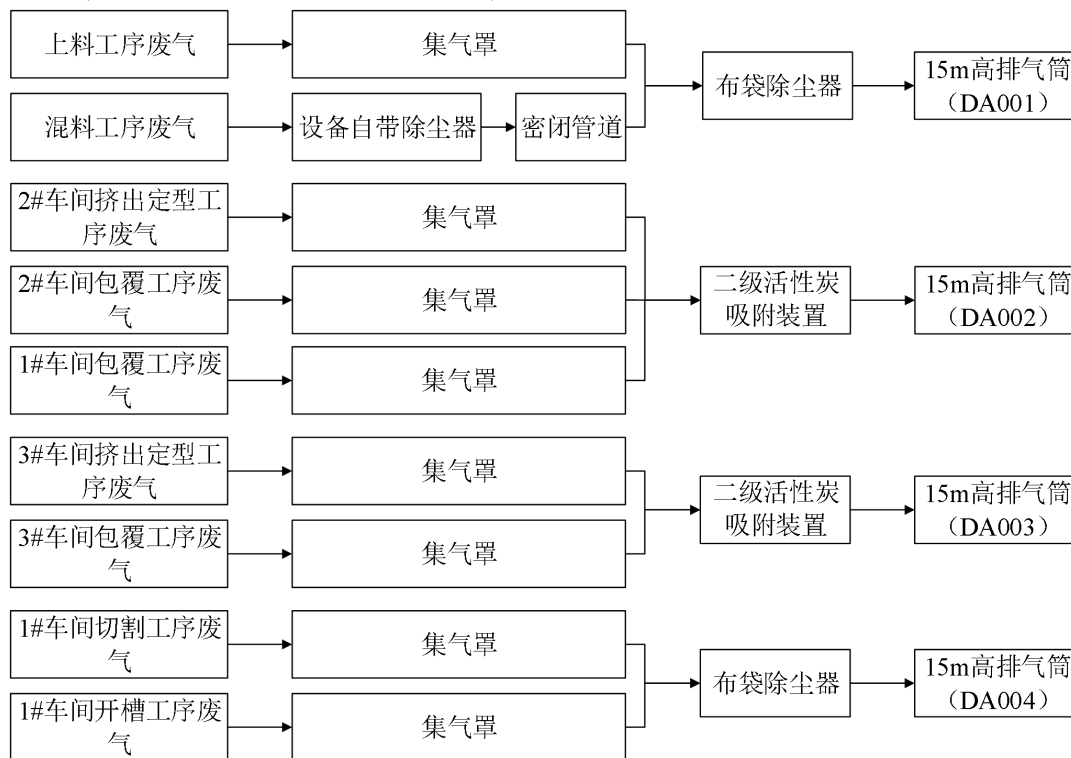 上料工序废气
集气罩
布袋除尘器
15m高排气筒
（DA001）
混料工序废气
设备自带除尘器
密闭管道
2#车间挤出定型工
序废气
集气罩
2#车间包覆工序废
气
集气罩
二级活性炭
吸附装置
15m高排气筒
（DA002）
1#车间包覆工序废
气
集气罩
3#车间挤出定型工
序废气
集气罩
二级活性炭
吸附装置
15m高排气筒
（DA003）
3#车间包覆工序废
气
集气罩
1#车间切割工序废
气
集气罩
布袋除尘器
15m高排气筒
（DA004）
1#车间开槽工序废
气
集气罩